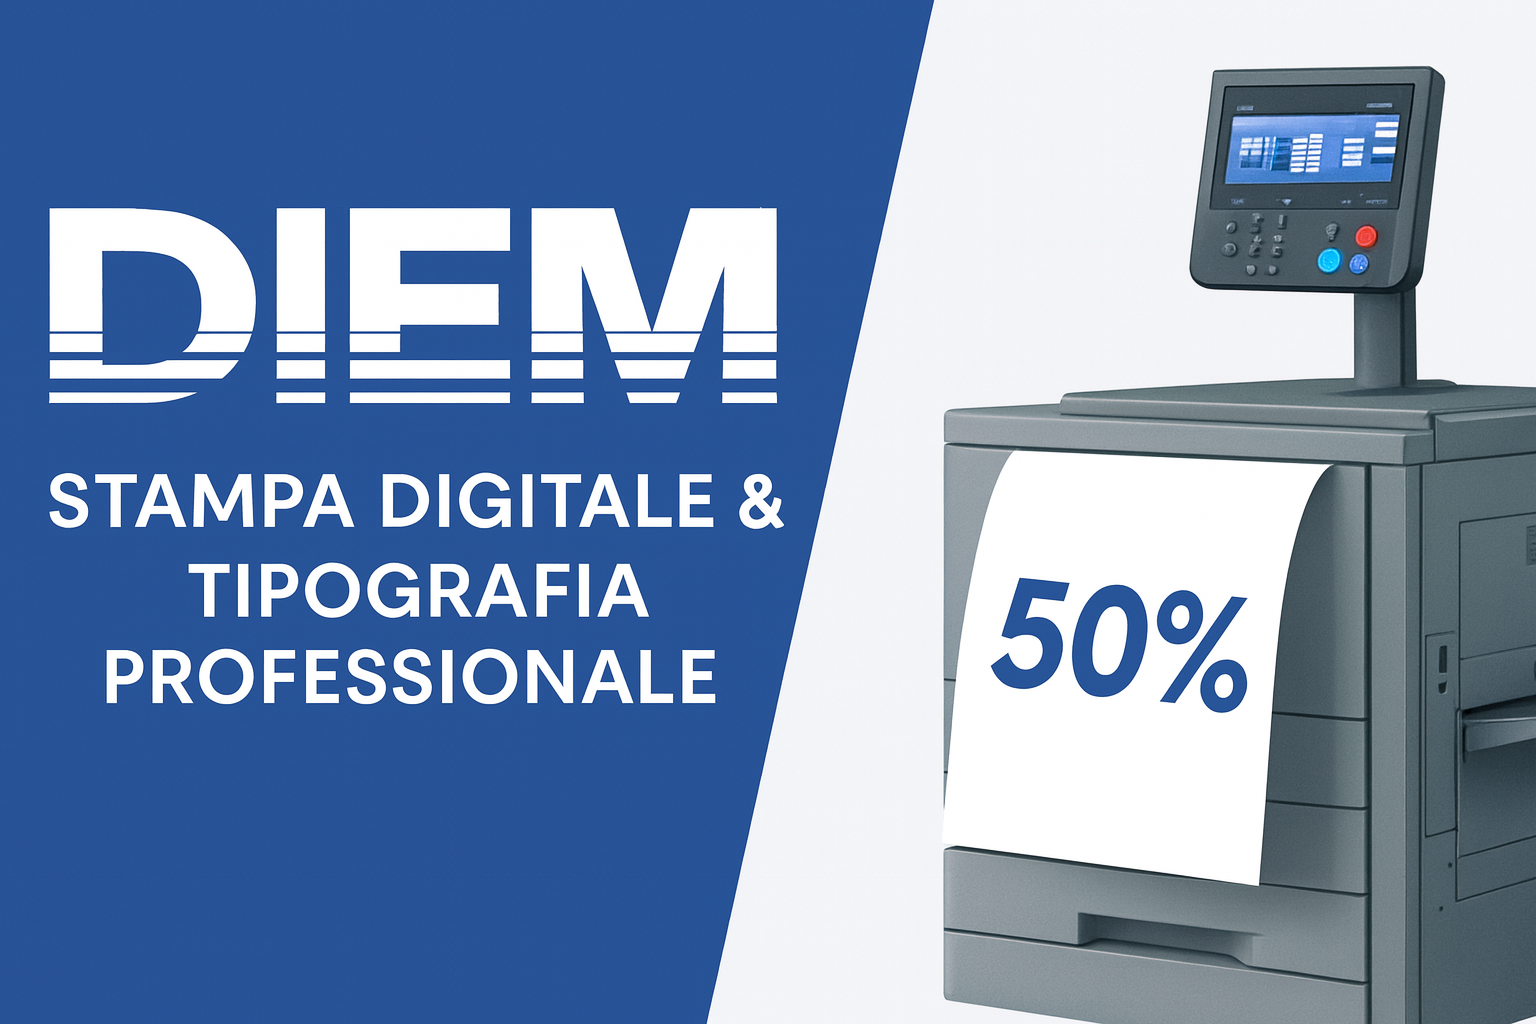 DIEM
STAMPA DIGITALE &
TIPOGRAFIA
PROFESSIONALE
50%